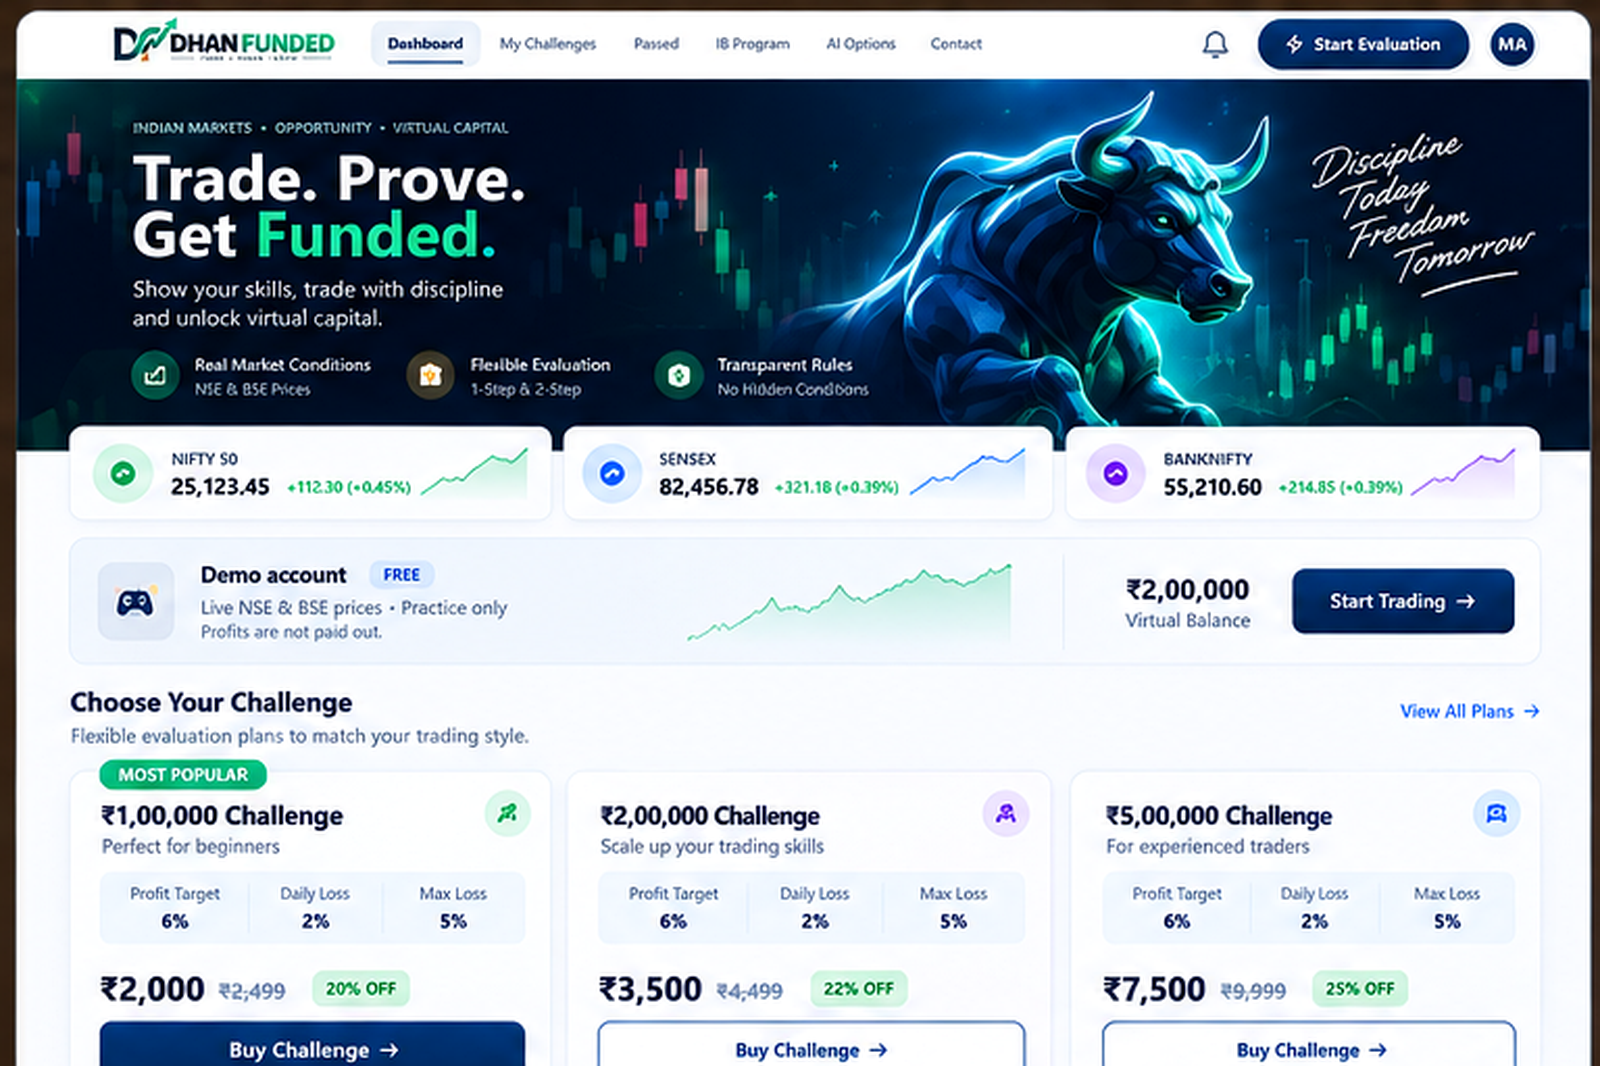 DHAN FUNDED
Dashboard
My Challenges
Passed
IB Program
AI Options
Contact
Start Evaluation
MA
INDIAN MARKETS • OPPORTUNITY • VIRTUAL CAPITAL
Trade. Prove.
Get Funded.
Show your skills, trade with discipline
and unlock virtual capital.
Discipline
Today
Freedom
Tomorrow
Real Market Conditions
NSE & BSE Prices
Flexible Evaluation
1-Step & 2-Step
Transparent Rules
No Hidden Conditions
NIFTY 50
25,123.45 +112.30 (+0.45%)
SENSEX
82,456.78 +321.18 (+0.39%)
BANKNIFTY
55,210.60 +214.85 (+0.39%)
Demo account FREE
Live NSE & BSE prices • Practice only
Profits are not paid out.
₹2,00,000
Virtual Balance
Start Trading →
Choose Your Challenge
Flexible evaluation plans to match your trading style.
View All Plans →
MOST POPULAR
₹1,00,000 Challenge
Perfect for beginners
Profit Target Daily Loss Max Loss
6% 2% 5%
₹2,000 ₹2,499 20% OFF
Buy Challenge →
₹2,00,000 Challenge
Scale up your trading skills
Profit Target Daily Loss Max Loss
6% 2% 5%
₹3,500 ₹4,499 22% OFF
Buy Challenge →
₹5,00,000 Challenge
For experienced traders
Profit Target Daily Loss Max Loss
6% 2% 5%
₹7,500 ₹9,999 25% OFF
Buy Challenge →